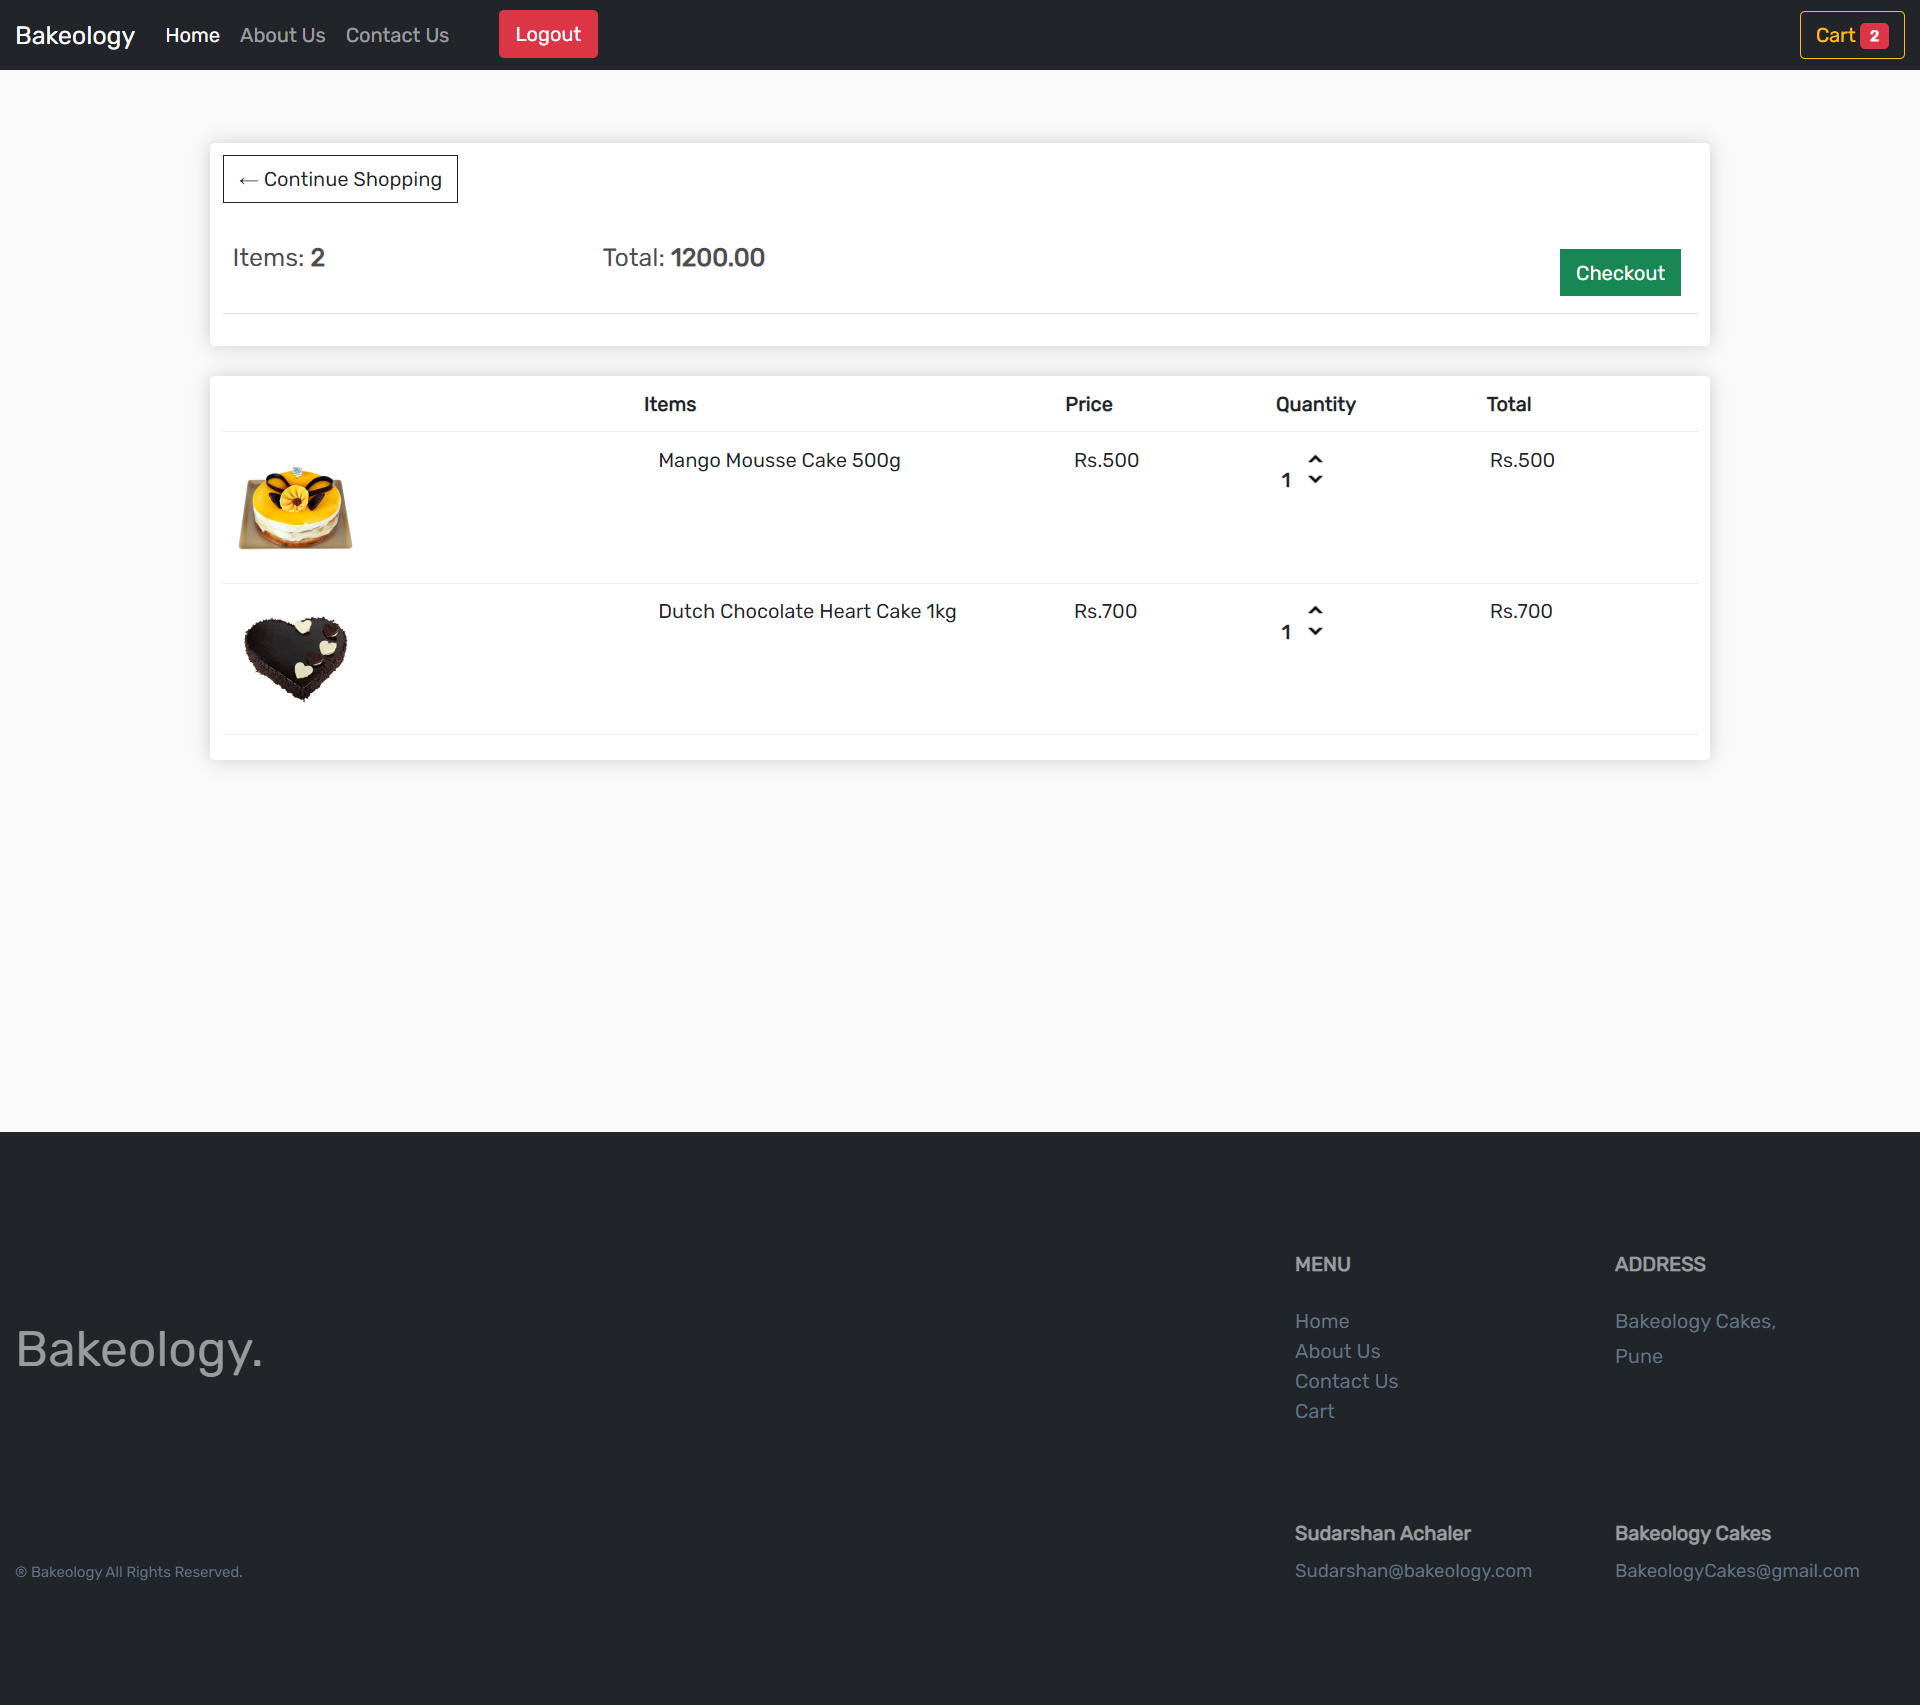 Bakeology Home About Us Contact Us Logout Cart 2
← Continue Shopping
Items: 2 Total: 1200.00 Checkout
Items Price Quantity Total
Mango Mousse Cake 500g Rs.500 1 Rs.500
Dutch Chocolate Heart Cake 1kg Rs.700 1 Rs.700
Bakeology.
MENU
Home
About Us
Contact Us
Cart
ADDRESS
Bakeology Cakes,
Pune
® Bakeology All Rights Reserved.
Sudarshan Achaler
Sudarshan@bakeology.com
Bakeology Cakes
BakeologyCakes@gmail.com